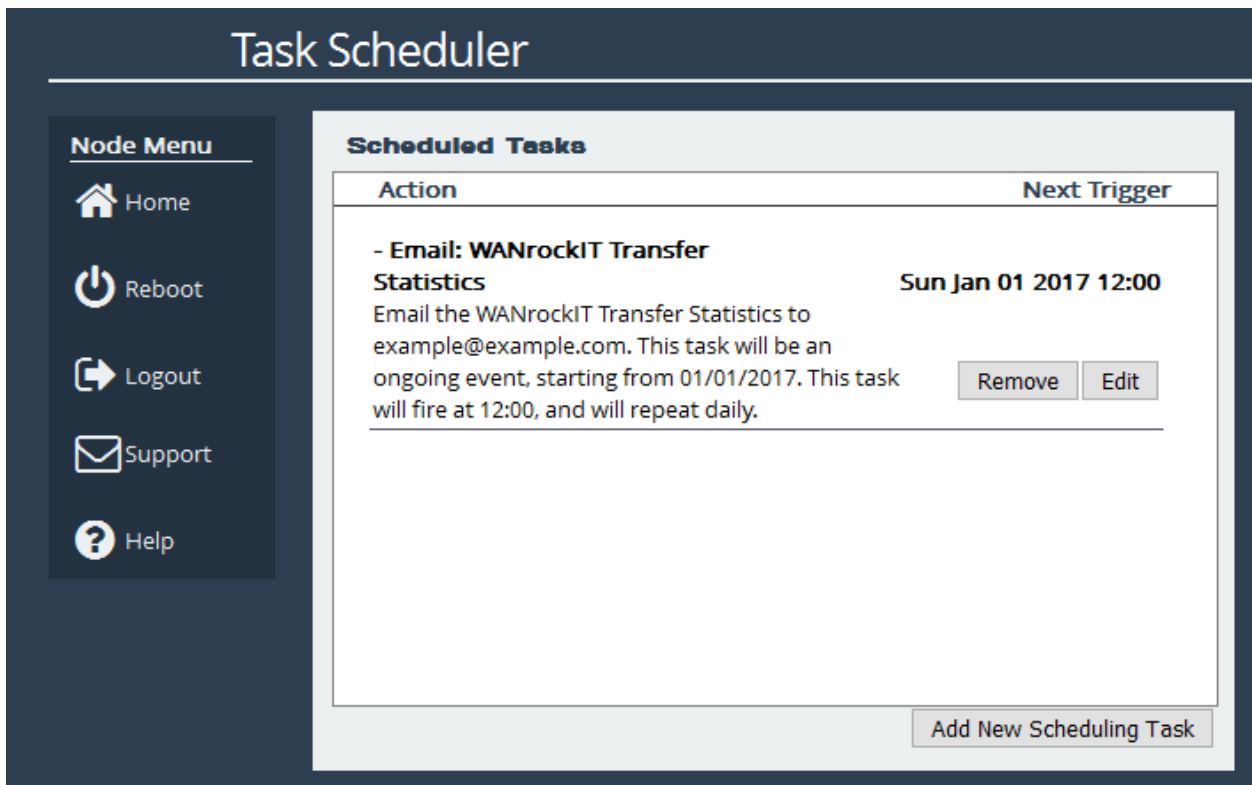 Task Scheduler
Node Menu
Home
Reboot
Logout
Support
Help
Scheduled Tasks
Action Next Trigger
- Email: WANrockIT Transfer
Statistics Sun Jan 01 2017 12:00
Email the WANrockIT Transfer Statistics to
example@example.com. This task will be an
ongoing event, starting from 01/01/2017. This task
will fire at 12:00, and will repeat daily.
Remove Edit
Add New Scheduling Task